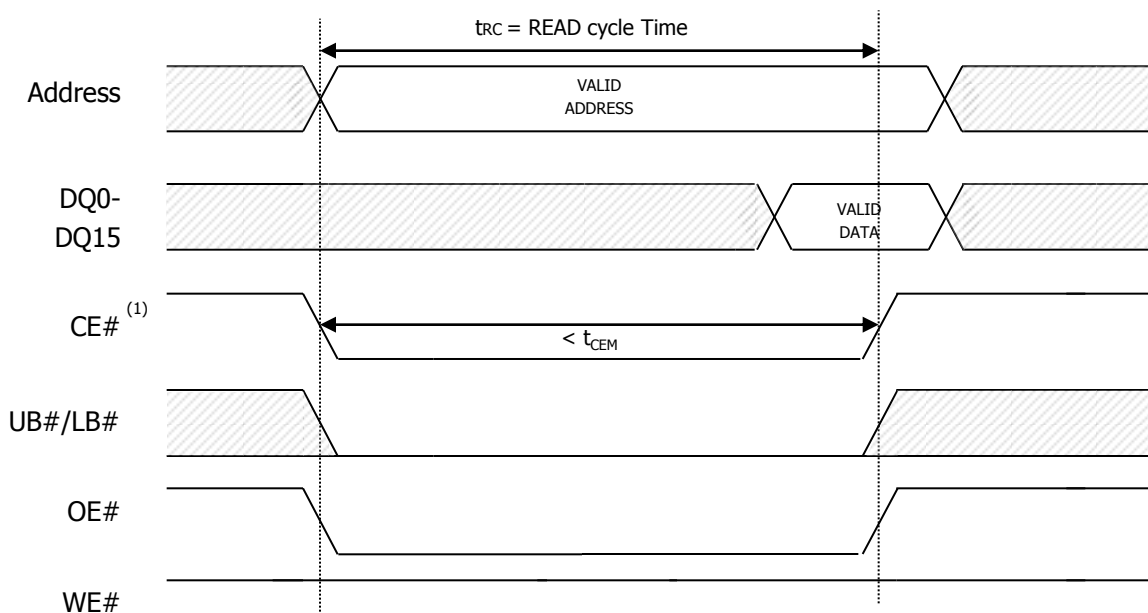 tRC = READ cycle Time
Address
VALID
ADDRESS
DQ0-
DQ15
VALID
DATA
CE# (1)
< tCEM
UB#/LB#
OE#
WE#